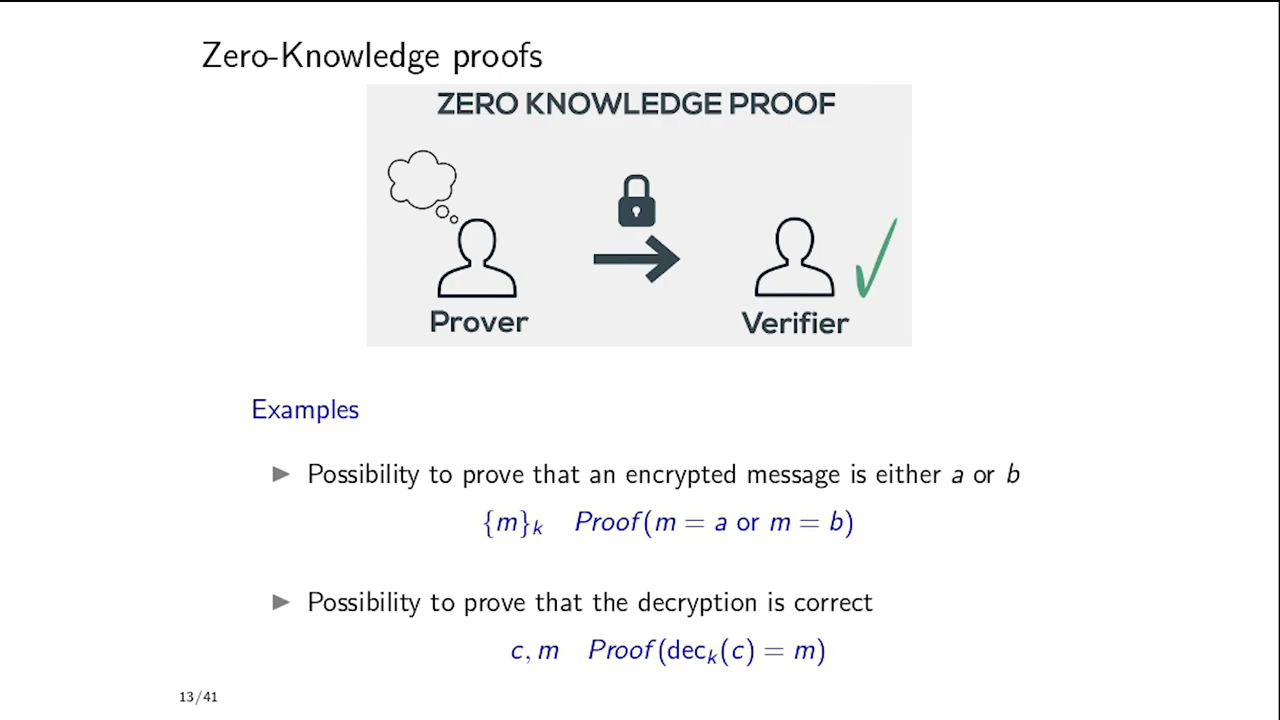 Zero-Knowledge proofs
ZERO KNOWLEDGE PROOF
Prover
Verifier
Examples
▶ Possibility to prove that an encrypted message is either a or b
{m}ₖ Proof(m = a or m = b)
▶ Possibility to prove that the decryption is correct
c, m Proof(decₖ(c) = m)
13/41